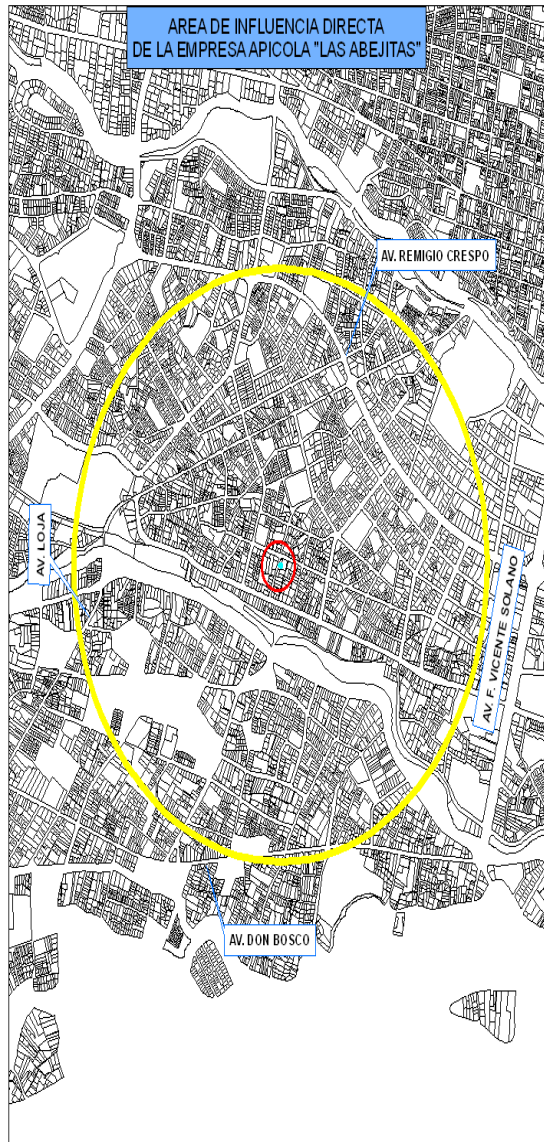 AREA DE INFLUENCIA DIRECTA
DE LA EMPRESA APICOLA "LAS ABEJITAS"
AV. REMIGIO CRESPO
AV. LOJA
AV. F. VICENTE SOLANO
AV. DON BOSCO